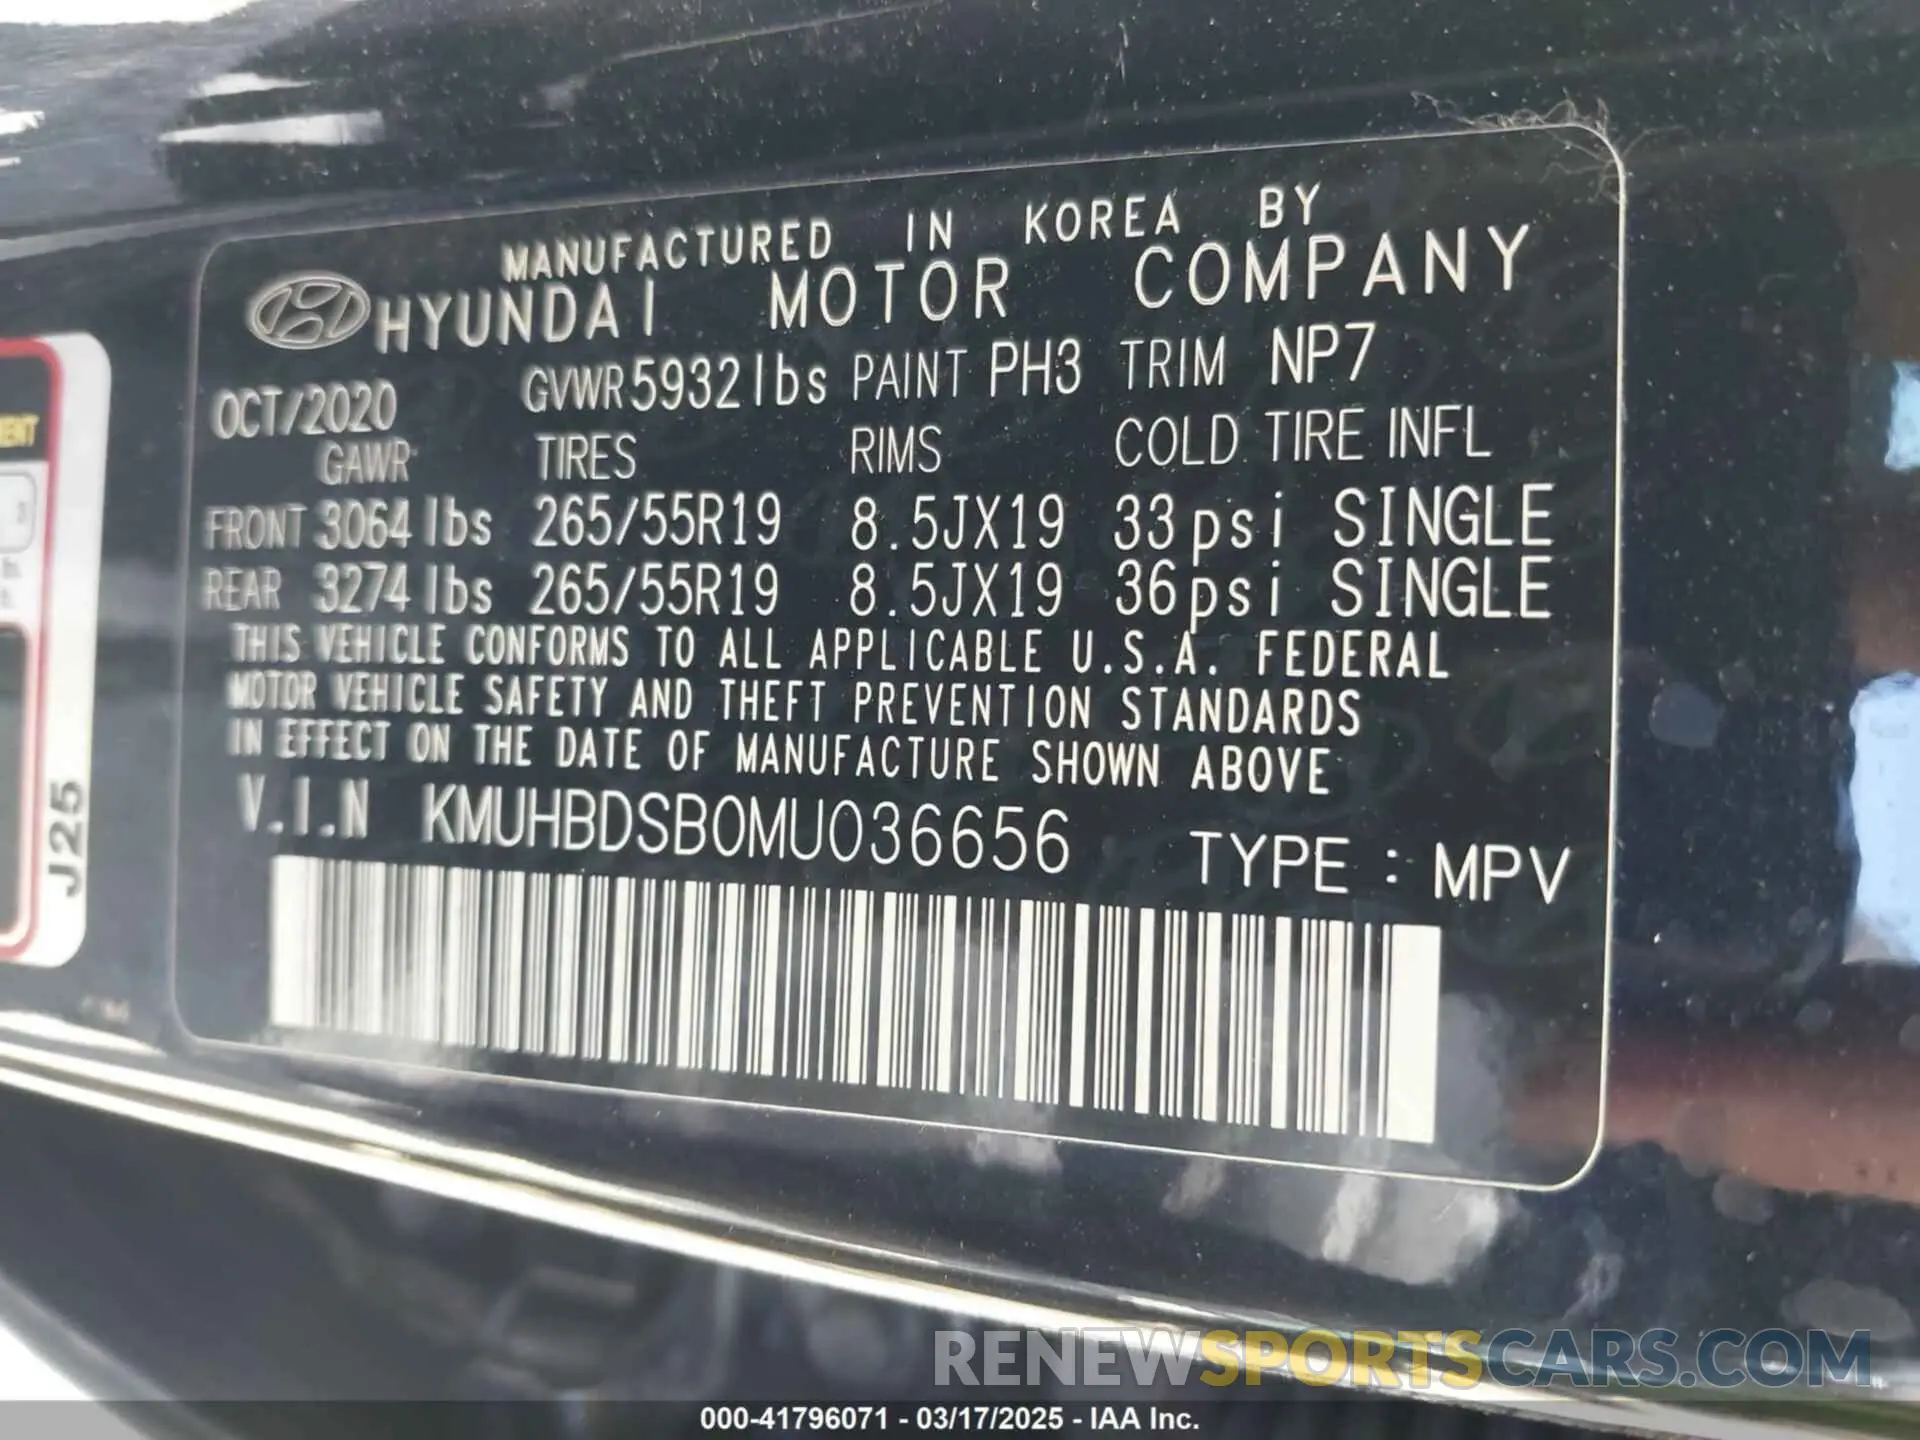 MANUFACTURED IN KOREA BY
HYUNDAI MOTOR COMPANY
OCT/2020 GVWR 5932lbs PAINT PH3 TRIM NP7
GAWR TIRES RIMS COLD TIRE INFL
FRONT 3064lbs 265/55R19 8.5JX19 33psi SINGLE
REAR 3274lbs 265/55R19 8.5JX19 36psi SINGLE
THIS VEHICLE CONFORMS TO ALL APPLICABLE U.S.A. FEDERAL
MOTOR VEHICLE SAFETY AND THEFT PREVENTION STANDARDS
IN EFFECT ON THE DATE OF MANUFACTURE SHOWN ABOVE
V.I.N KMUHBDSB0MU036656 TYPE : MPV
J25
RENEWSPORTSCARS.COM
000-41796071 - 03/17/2025 - IAA Inc.